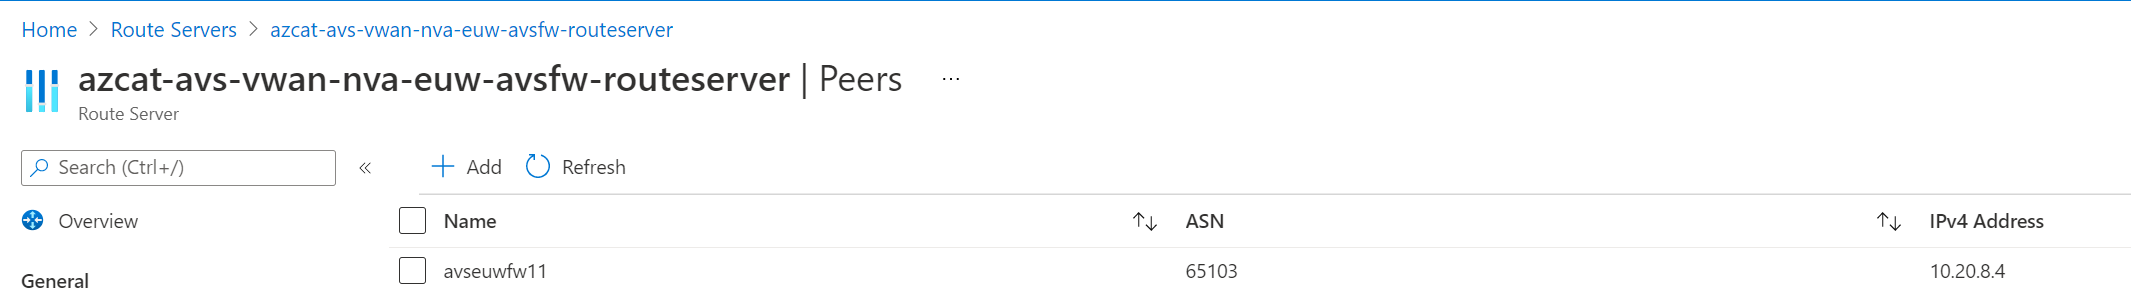 Home > Route Servers > azcat-avs-vwan-nva-euw-avsfw-routeserver
azcat-avs-vwan-nva-euw-avsfw-routeserver | Peers ...
Route Server
Search (Ctrl+/) « + Add Refresh
Overview
Name ↑↓ ASN ↑↓ IPv4 Address
avseuwfw11 65103 10.20.8.4
General